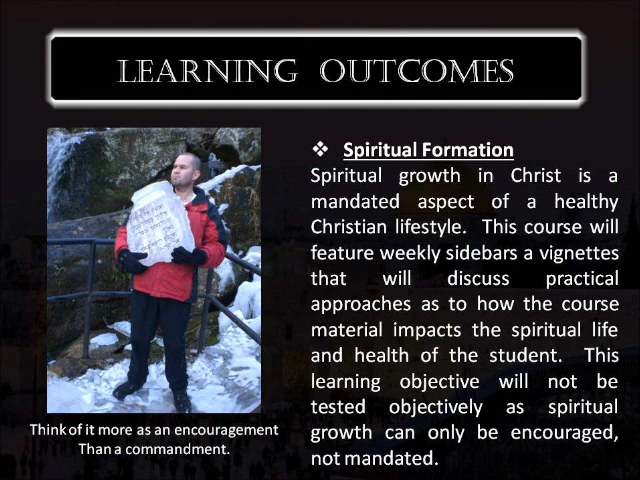 LEARNING OUTCOMES
❖ Spiritual Formation
Spiritual growth in Christ is a
mandated aspect of a healthy
Christian lifestyle. This course will
feature weekly sidebars a vignettes
that will discuss practical
approaches as to how the course
material impacts the spiritual life
and health of the student. This
learning objective will not be
tested objectively as spiritual
growth can only be encouraged,
not mandated.
Think of it more as an encouragement
Than a commandment.